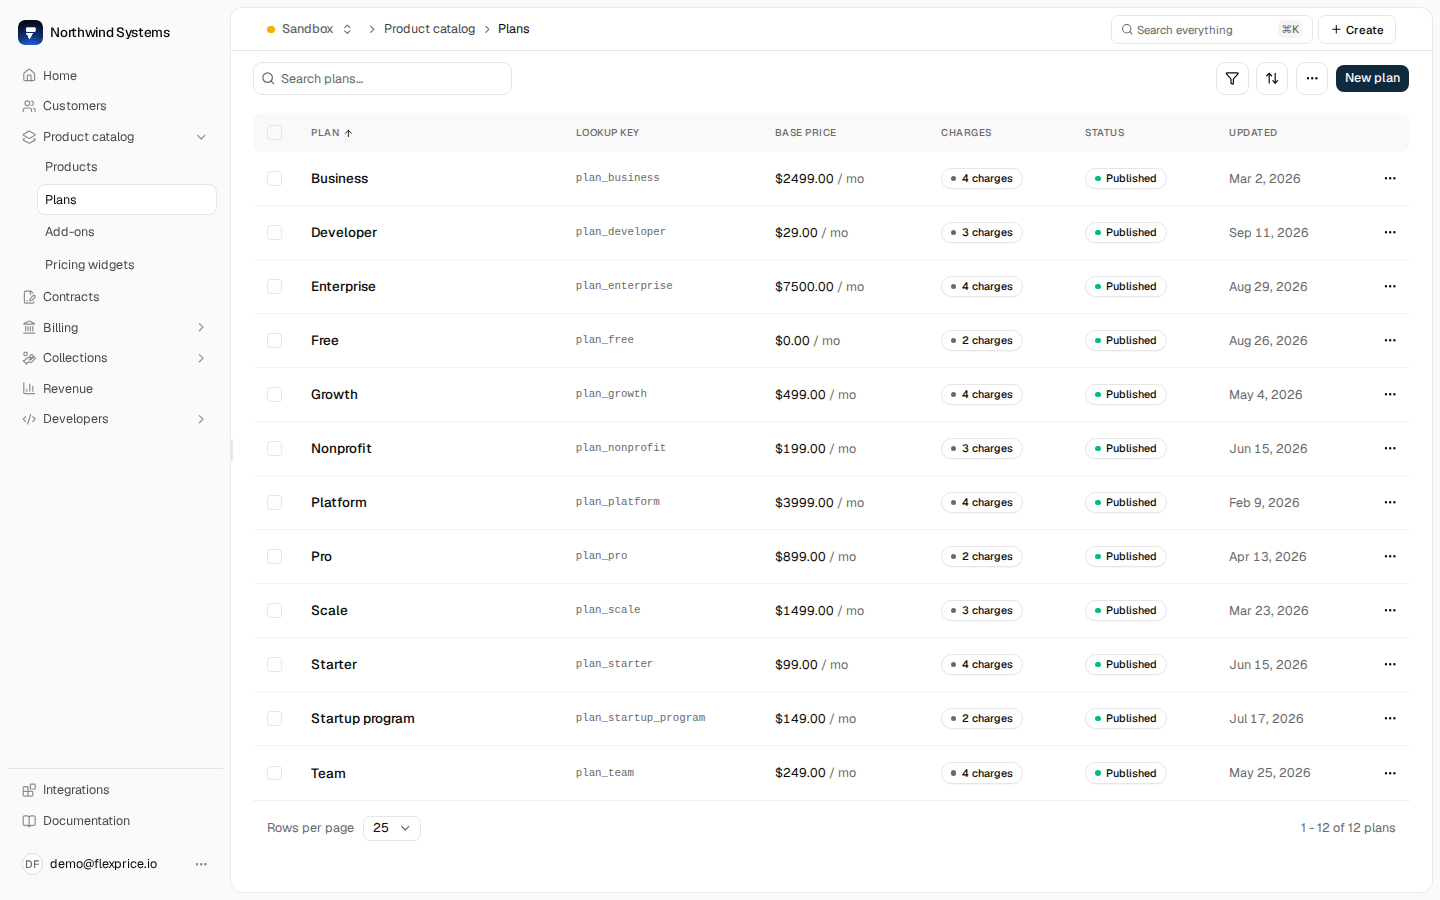 Northwind Systems
Home
Customers
Product catalog
Products
Plans
Add-ons
Pricing widgets
Contracts
Billing
Collections
Revenue
Developers
Integrations
Documentation
DF demo@flexprice.io
Sandbox Product catalog Plans
Search everything ⌘K
Create
Search plans...
New plan
PLAN LOOKUP KEY BASE PRICE CHARGES STATUS UPDATED
Business plan_business $2499.00 / mo 4 charges Published Mar 2, 2026
Developer plan_developer $29.00 / mo 3 charges Published Sep 11, 2026
Enterprise plan_enterprise $7500.00 / mo 4 charges Published Aug 29, 2026
Free plan_free $0.00 / mo 2 charges Published Aug 26, 2026
Growth plan_growth $499.00 / mo 4 charges Published May 4, 2026
Nonprofit plan_nonprofit $199.00 / mo 3 charges Published Jun 15, 2026
Platform plan_platform $3999.00 / mo 4 charges Published Feb 9, 2026
Pro plan_pro $899.00 / mo 2 charges Published Apr 13, 2026
Scale plan_scale $1499.00 / mo 3 charges Published Mar 23, 2026
Starter plan_starter $99.00 / mo 4 charges Published Jun 15, 2026
Startup program plan_startup_program $149.00 / mo 2 charges Published Jul 17, 2026
Team plan_team $249.00 / mo 4 charges Published May 25, 2026
Rows per page 25
1 - 12 of 12 plans